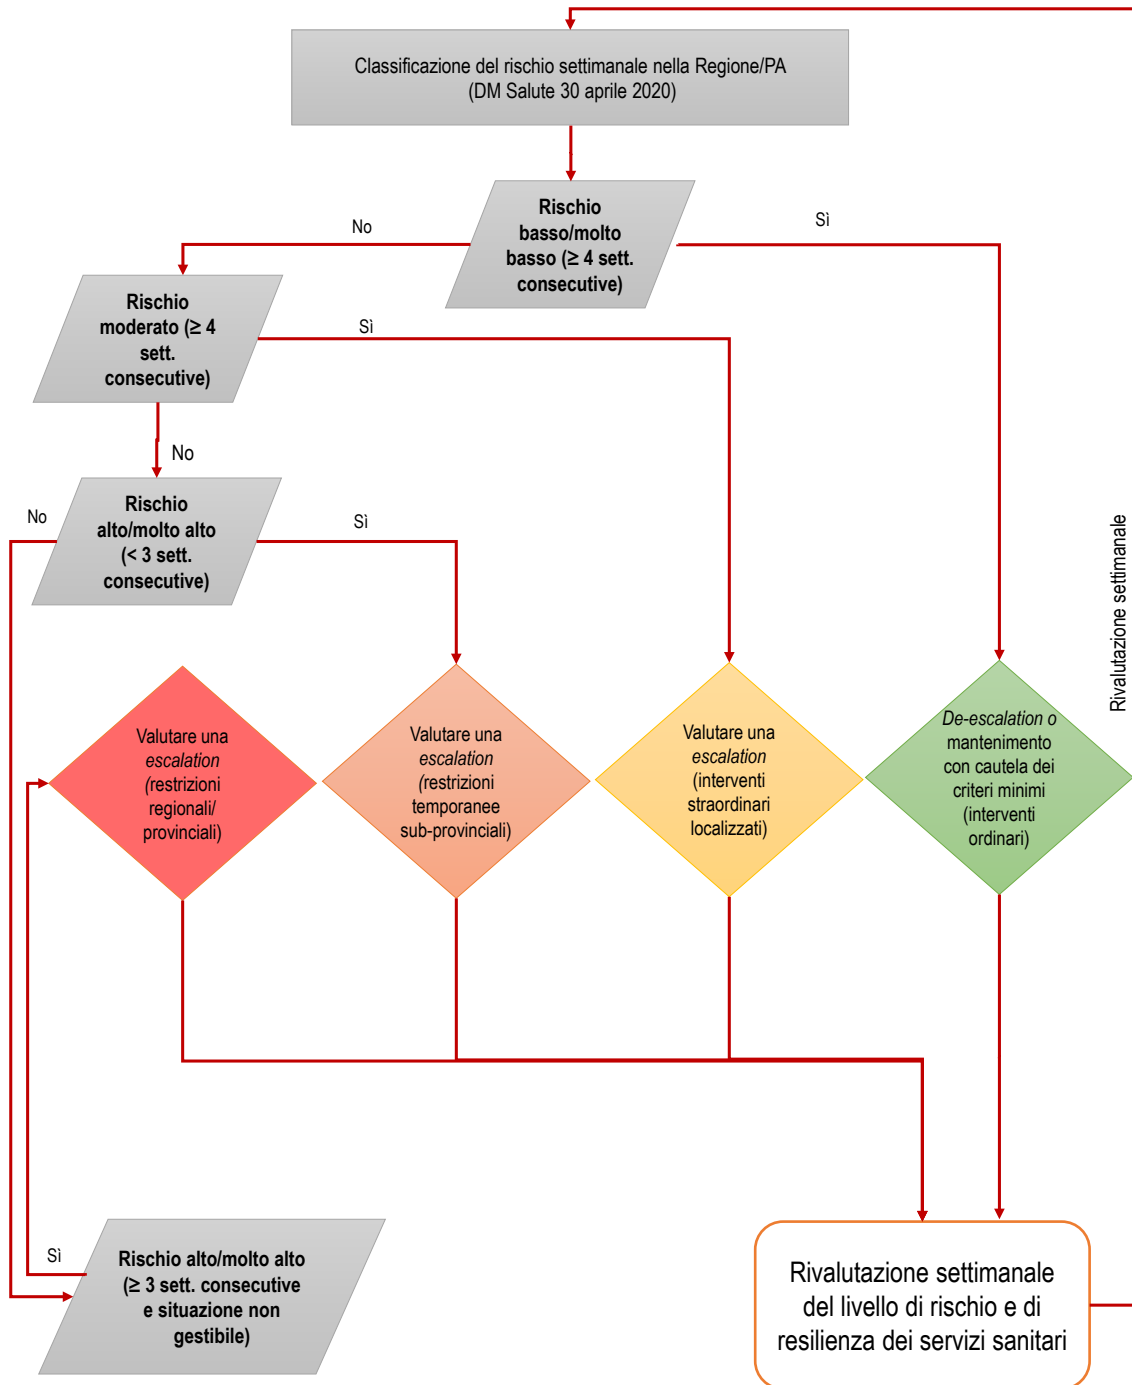 Classificazione del rischio settimanale nella Regione/PA
(DM Salute 30 aprile 2020)
Rischio
basso/molto
basso (≥ 4 sett.
consecutive)
No
Sì
Rischio
moderato (≥ 4
sett.
consecutive)
Sì
No
Rischio
alto/molto alto
(< 3 sett.
consecutive)
No
Sì
Rivalutazione settimanale
Valutare una
escalation
(restrizioni
regionali/
provinciali)
Valutare una
escalation
(restrizioni
temporanee
sub-provinciali)
Valutare una
escalation
(interventi
straordinari
localizzati)
De-escalation o
mantenimento
con cautela dei
criteri minimi
(interventi
ordinari)
Sì
Rischio alto/molto alto
(≥ 3 sett. consecutive
e situazione non
gestibile)
Rivalutazione settimanale
del livello di rischio e di
resilienza dei servizi sanitari